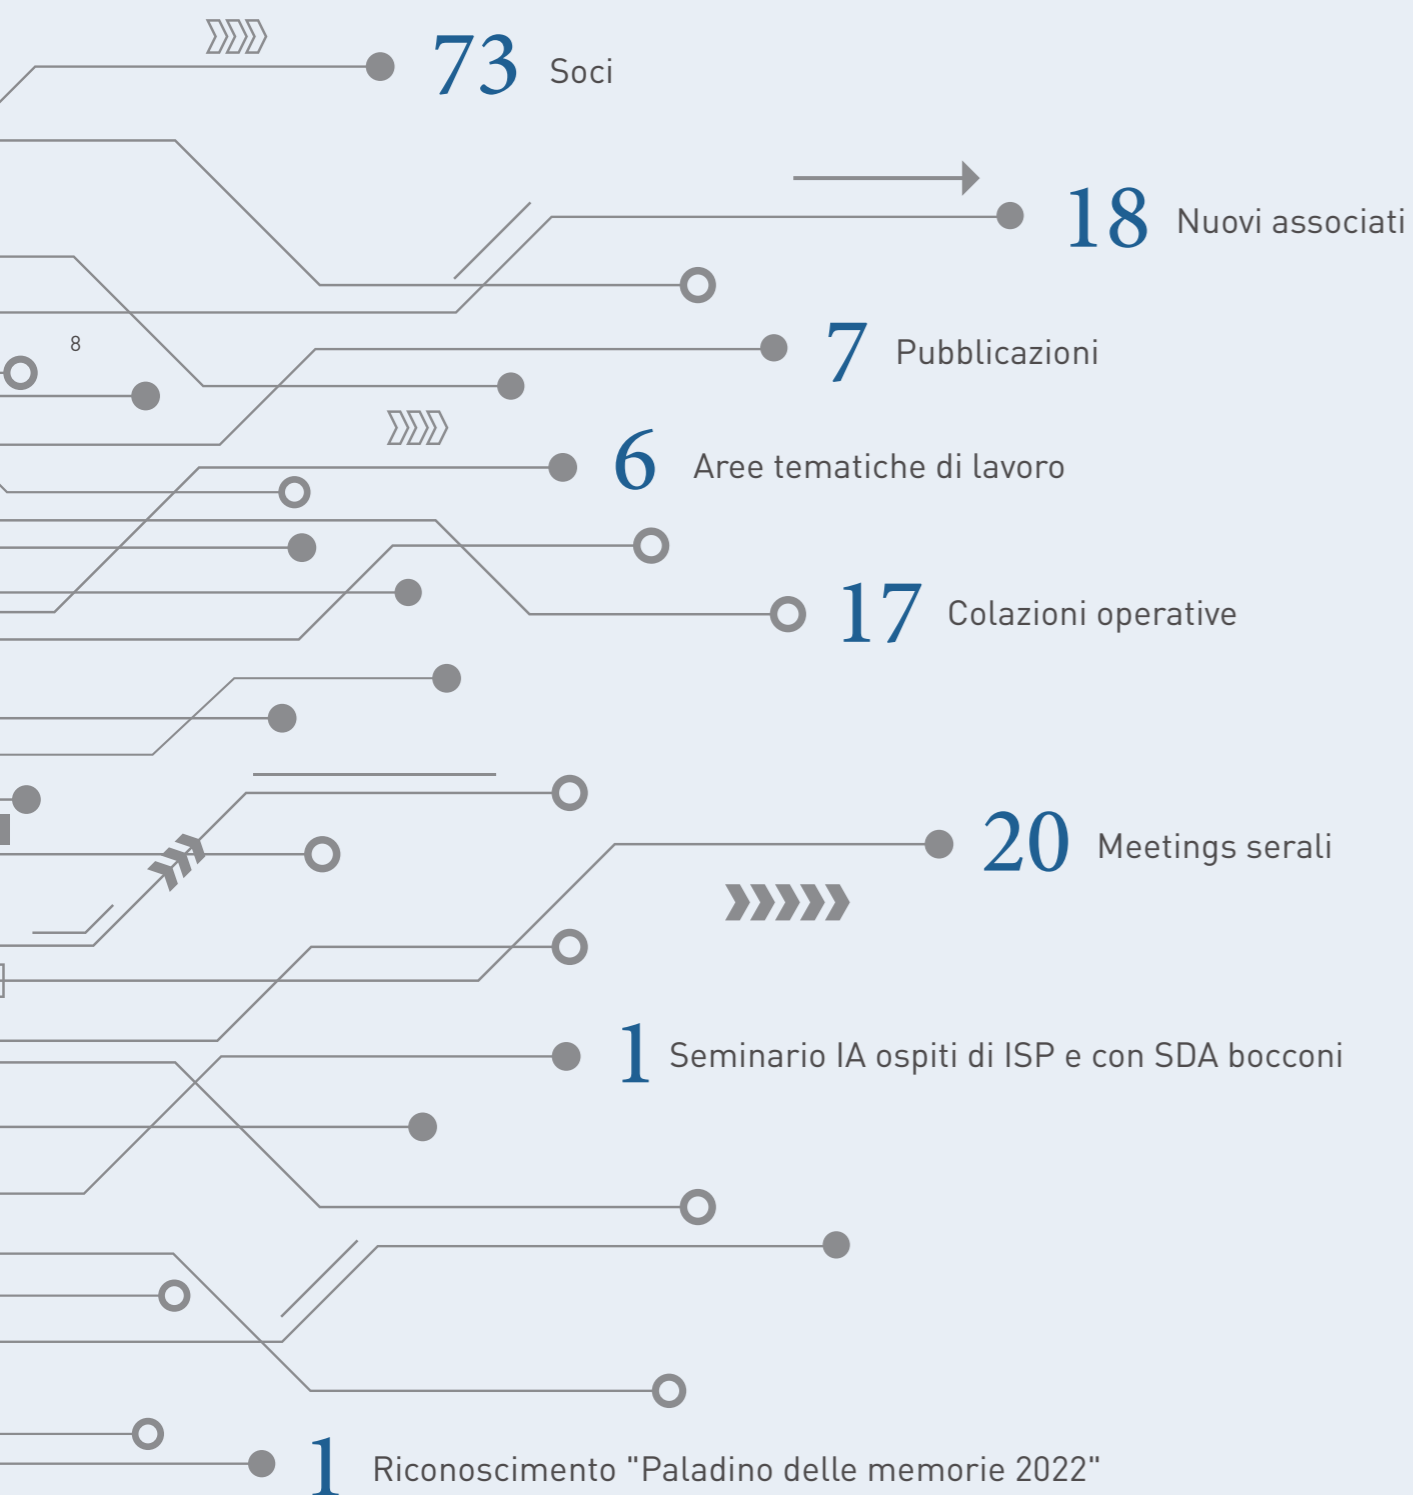 73 Soci
18 Nuovi associati
8
7 Pubblicazioni
6 Aree tematiche di lavoro
17 Colazioni operative
20 Meetings serali
1 Seminario IA ospiti di ISP e con SDA bocconi
1 Riconoscimento "Paladino delle memorie 2022"